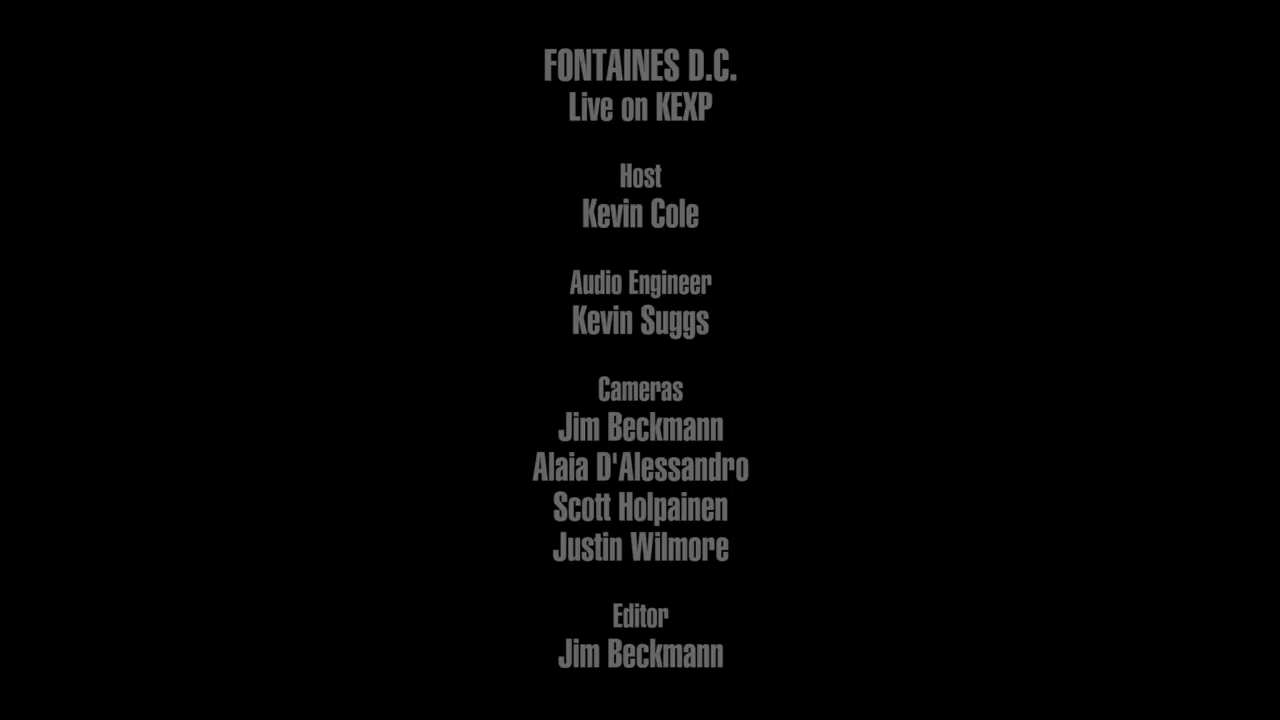 FONTAINES D.C.
Live on KEXP
Host
Kevin Cole
Audio Engineer
Kevin Suggs
Cameras
Jim Beckmann
Alaia D'Alessandro
Scott Holpainen
Justin Wilmore
Editor
Jim Beckmann